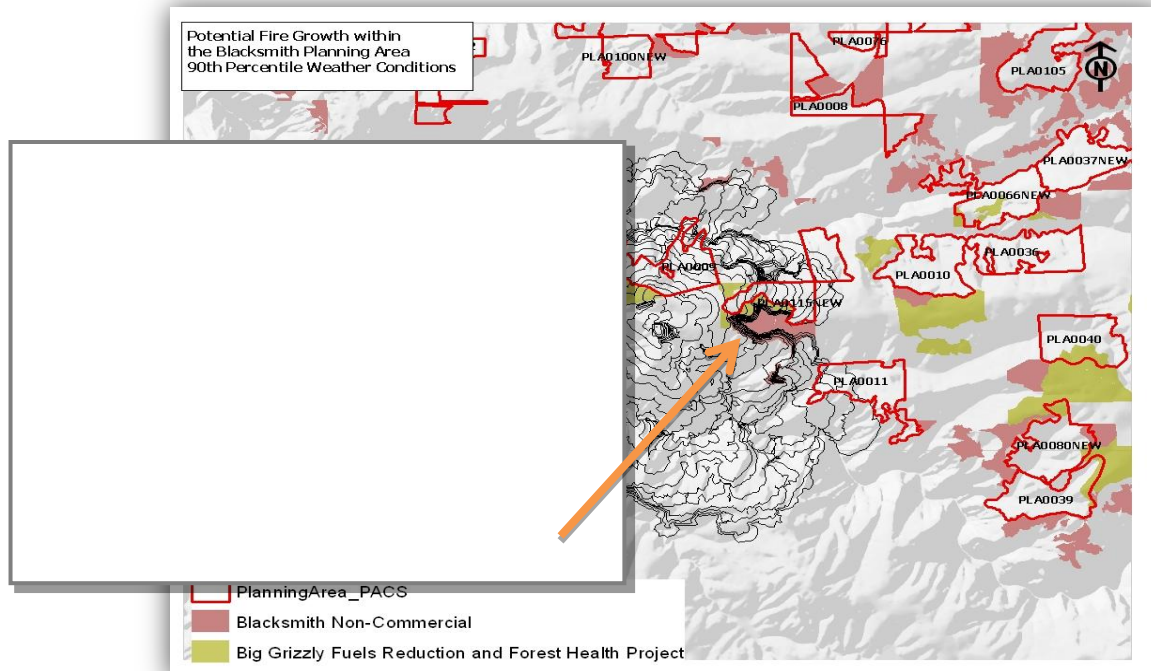 Potential Fire Growth within
the Blacksmith Planning Area
90th Percentile Weather Conditions
PLA0100NEW
PLA0076
PLA0105
N
PLA0008
PLA0037NEW
PLA0066NEW
PLA0009
PLA0010
PLA0036
PLA0115NEW
PLA0040
PLA0011
PLA0080NEW
PLA0039
PlanningArea_PACS
Blacksmith Non-Commercial
Big Grizzly Fuels Reduction and Forest Health Project